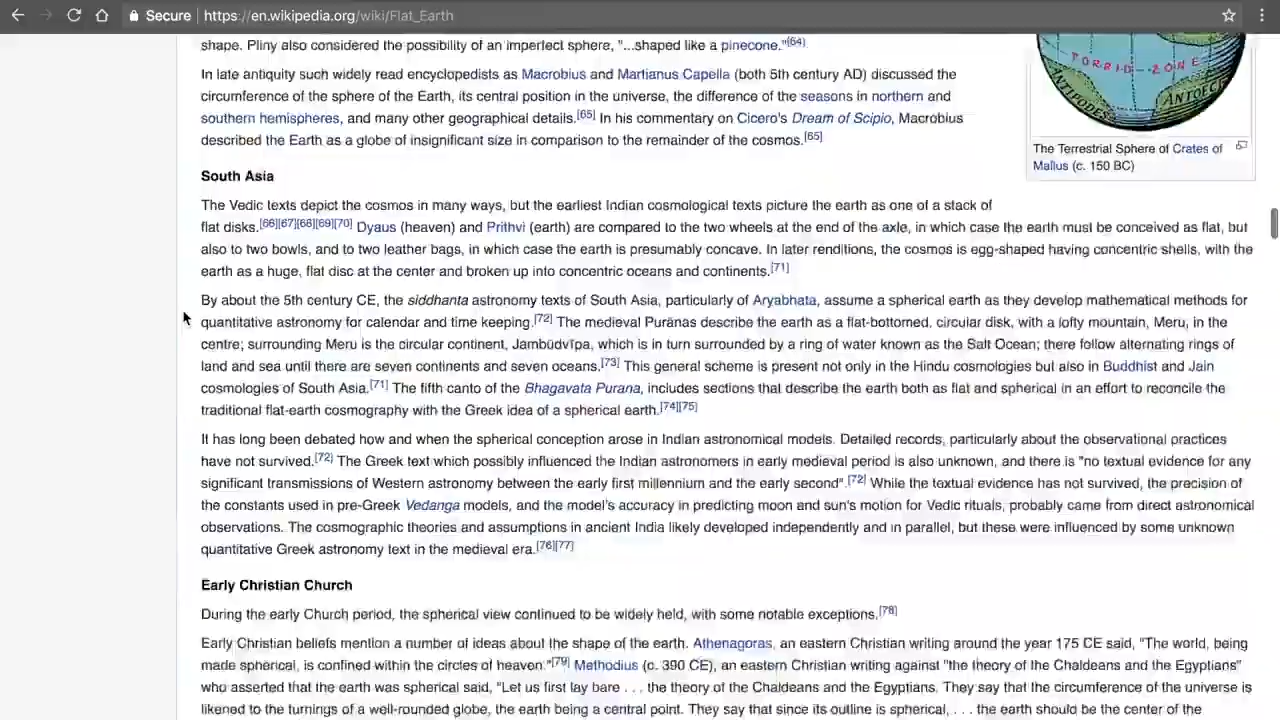 Secure https://en.wikipedia.org/wiki/Flat_Earth
shape. Pliny also considered the possibility of an imperfect sphere, "...shaped like a pinecone."[64]
In late antiquity such widely read encyclopedists as Macrobius and Martianus Capella (both 5th century AD) discussed the
circumference of the sphere of the Earth, its central position in the universe, the difference of the seasons in northern and
southern hemispheres, and many other geographical details.[65] In his commentary on Cicero's Dream of Scipio, Macrobius
described the Earth as a globe of insignificant size in comparison to the remainder of the cosmos.[65]
TORRID ZONE
ANTIPODES
The Terrestrial Sphere of Crates of
Mallus (c. 150 BC)
South Asia
The Vedic texts depict the cosmos in many ways, but the earliest Indian cosmological texts picture the earth as one of a stack of
flat disks.[66][67][68][69][70] Dyaus (heaven) and Prithvi (earth) are compared to the two wheels at the end of the axle, in which case the earth must be conceived as flat, but
also to two bowls, and to two leather bags, in which case the earth is presumably concave. In later renditions, the cosmos is egg-shaped having concentric shells, with the
earth as a huge, flat disc at the center and broken up into concentric oceans and continents.[71]
By about the 5th century CE, the siddhanta astronomy texts of South Asia, particularly of Aryabhata, assume a spherical earth as they develop mathematical methods for
quantitative astronomy for calendar and time keeping.[72] The medieval Puranas describe the earth as a flat-bottomed, circular disk, with a lofty mountain, Meru, in the
centre; surrounding Meru is the circular continent, Jambūdvīpa, which is in turn surrounded by a ring of water known as the Salt Ocean; there follow alternating rings of
land and sea until there are seven continents and seven oceans.[73] This general scheme is present not only in the Hindu cosmologies but also in Buddhist and Jain
cosmologies of South Asia.[71] The fifth canto of the Bhagavata Purana, includes sections that describe the earth both as flat and spherical in an effort to reconcile the
traditional flat-earth cosmography with the Greek idea of a spherical earth.[74][75]
It has long been debated how and when the spherical conception arose in Indian astronomical models. Detailed records, particularly about the observational practices
have not survived.[72] The Greek text which possibly influenced the Indian astronomers in early medieval period is also unknown, and there is "no textual evidence for any
significant transmissions of Western astronomy between the early first millennium and the early second".[72] While the textual evidence has not survived, the precision of
the constants used in pre-Greek Vedanga models, and the model's accuracy in predicting moon and sun's motion for Vedic rituals, probably came from direct astronomical
observations. The cosmographic theories and assumptions in ancient India likely developed independently and in parallel, but these were influenced by some unknown
quantitative Greek astronomy text in the medieval era.[76][77]
Early Christian Church
During the early Church period, the spherical view continued to be widely held, with some notable exceptions.[78]
Early Christian beliefs mention a number of ideas about the shape of the earth. Athenagoras, an eastern Christian writing around the year 175 CE said, "The world, being
made spherical, is confined within the circles of heaven."[79] Methodius (c. 390 CE), an eastern Christian writing against "the theory of the Chaldeans and the Egyptians"
who asserted that the earth was spherical said, "Let us first lay bare . . . the theory of the Chaldeans and the Egyptians. They say that the circumference of the universe is
likened to the turnings of a well-rounded globe, the earth being a central point. They say that since its outline is spherical, . . . the earth should be the center of the